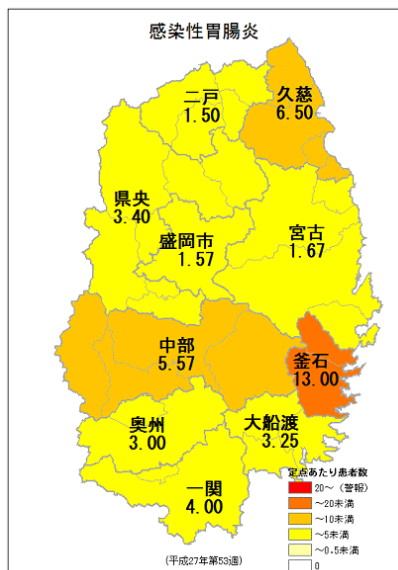 感染性胃腸炎
二戸
1.50
久慈
6.50
県央
3.40
盛岡市
1.57
宮古
1.67
中部
5.57
釜石
13.00
奥州
3.00
大船渡
3.25
一関
4.00
定点あたり患者数
20～（警報）
～20未満
～10未満
～5未満
～0.5未満
0
(平成27年第53週)